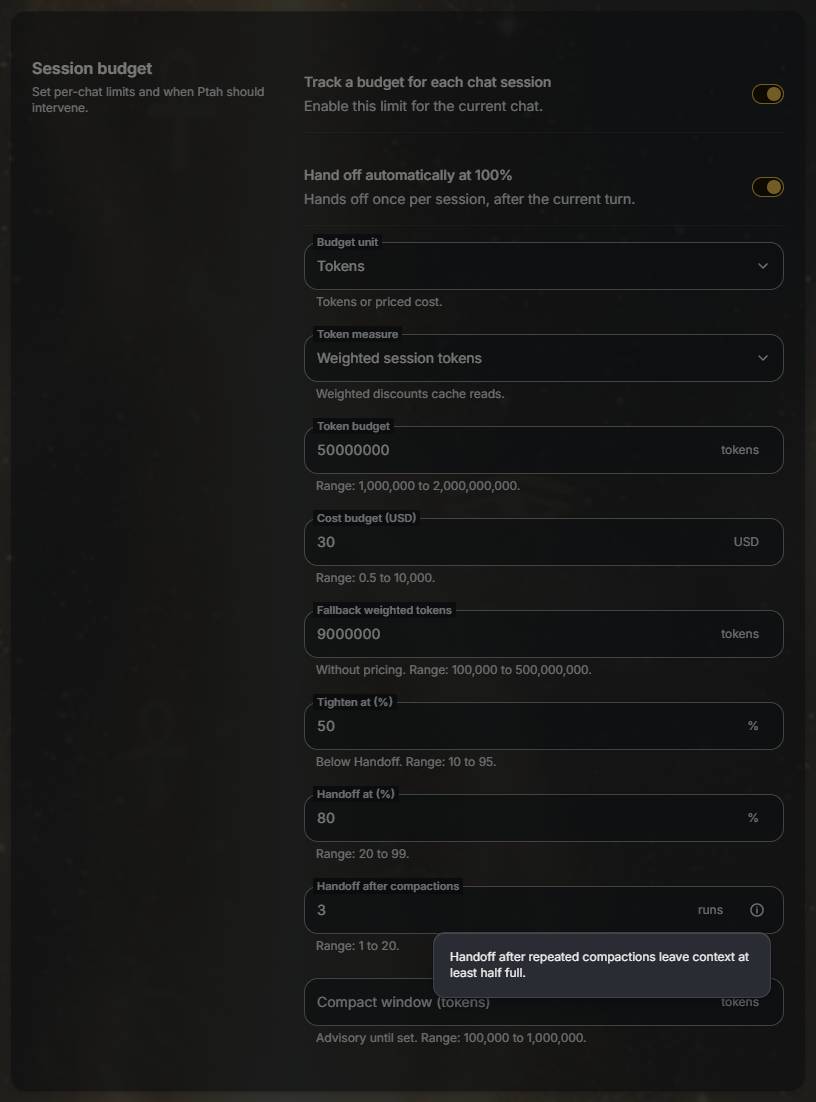 Session budget
Set per-chat limits and when Ptah should
intervene.
Track a budget for each chat session
Enable this limit for the current chat.
Hand off automatically at 100%
Hands off once per session, after the current turn.
Budget unit
Tokens
Tokens or priced cost.
Token measure
Weighted session tokens
Weighted discounts cache reads.
Token budget
50000000 tokens
Range: 1,000,000 to 2,000,000,000.
Cost budget (USD)
30 USD
Range: 0.5 to 10,000.
Fallback weighted tokens
9000000 tokens
Without pricing. Range: 100,000 to 500,000,000.
Tighten at (%)
50 %
Below Handoff. Range: 10 to 95.
Handoff at (%)
80 %
Range: 20 to 99.
Handoff after compactions
3 runs
Range: 1 to 20.
Handoff after repeated compactions leave context at
least half full.
Compact window (tokens) tokens
Advisory until set. Range: 100,000 to 1,000,000.